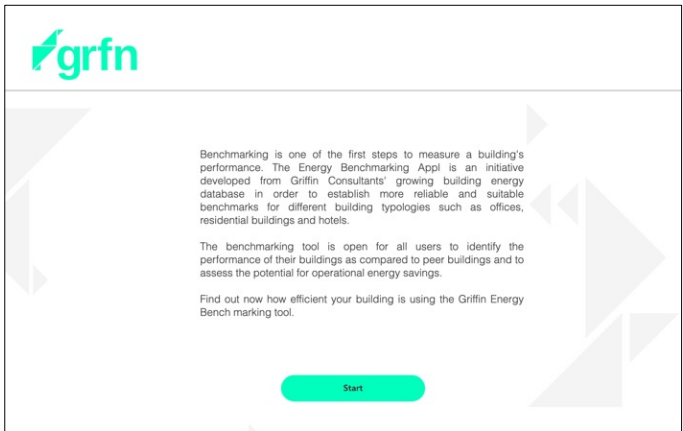 grfn
Benchmarking is one of the first steps to measure a building's
performance. The Energy Benchmarking Appl is an initiative
developed from Griffin Consultants' growing building energy
database in order to establish more reliable and suitable
benchmarks for different building typologies such as offices,
residential buildings and hotels.
The benchmarking tool is open for all users to identify the
performance of their buildings as compared to peer buildings and to
assess the potential for operational energy savings.
Find out now how efficient your building is using the Griffin Energy
Bench marking tool.
Start